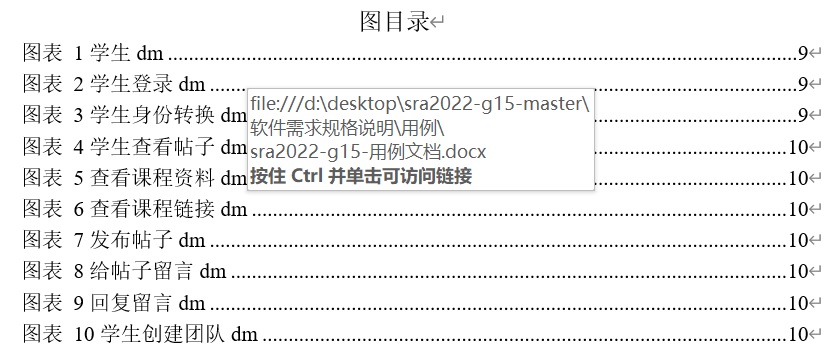 图目录
图表 1 学生 dm 9
图表 2 学生登录 dm 9
图表 3 学生身份转换 dm 9
图表 4 学生查看帖子 dm 10
图表 5 查看课程资料 dm 10
图表 6 查看课程链接 dm 10
图表 7 发布帖子 dm 10
图表 8 给帖子留言 dm 10
图表 9 回复留言 dm 10
图表 10 学生创建团队 dm 10
file:///d:\desktop\sra2022-g15-master\
软件需求规格说明\用例\
sra2022-g15-用例文档.docx
按住 Ctrl 并单击可访问链接